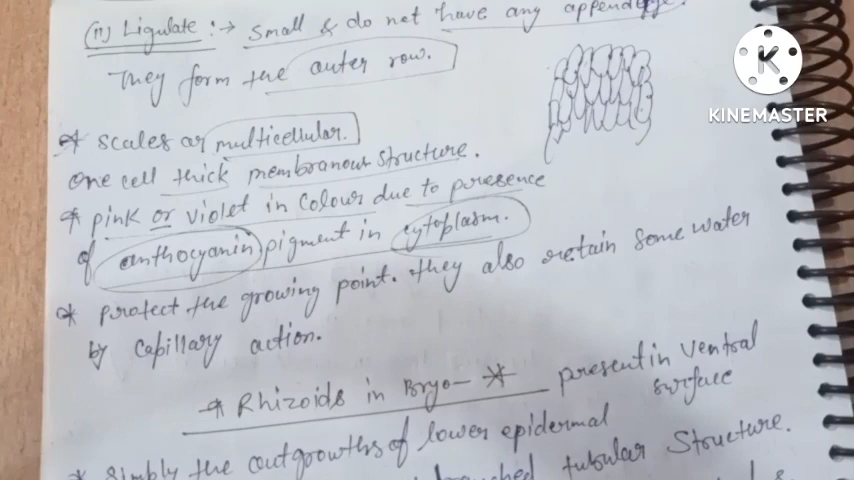 (ii) Ligulate :→ Small & do not have any appendage.
They form the outer row.
* Scales are multicellular.
One cell thick membranous structure.
* pink or violet in colour due to presence
of anthocyanin pigment in cytoplasm.
* protect the growing point. They also retain some water
by capillary action.
* Rhizoids in Bryo— * present in ventral
surface
* Simply the outgrowths of lower epidermal
tubular structure.
K
KINEMASTER